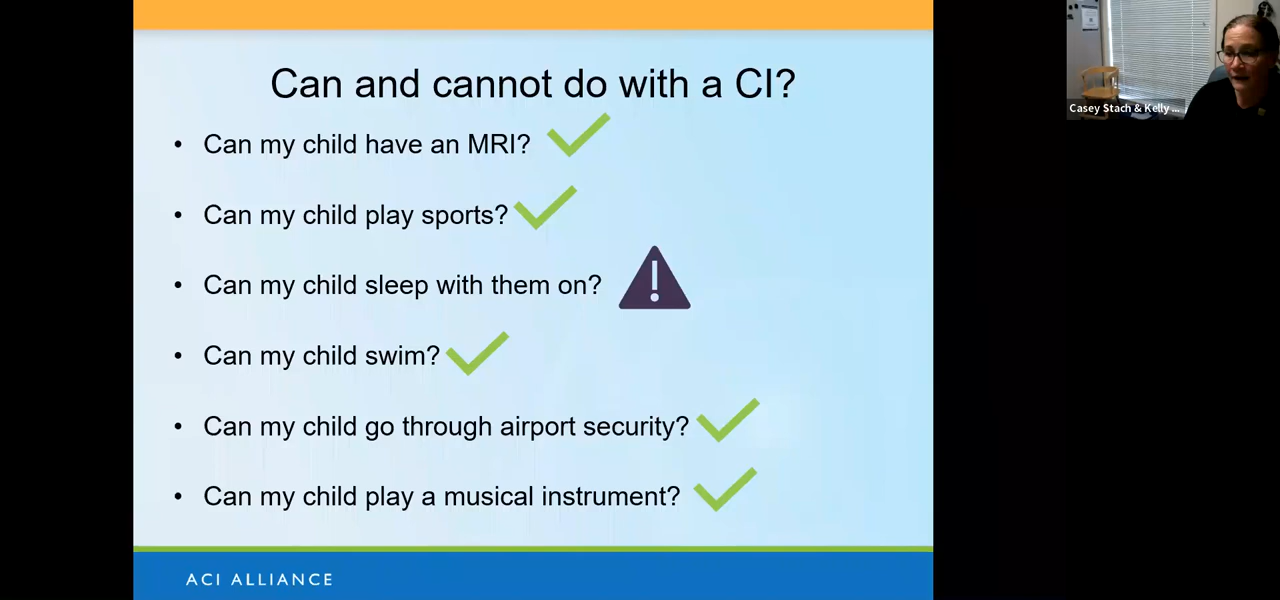 Can and cannot do with a CI?
• Can my child have an MRI?
• Can my child play sports?
• Can my child sleep with them on?
• Can my child swim?
• Can my child go through airport security?
• Can my child play a musical instrument?
ACI ALLIANCE
Casey Stach & Kelly ...